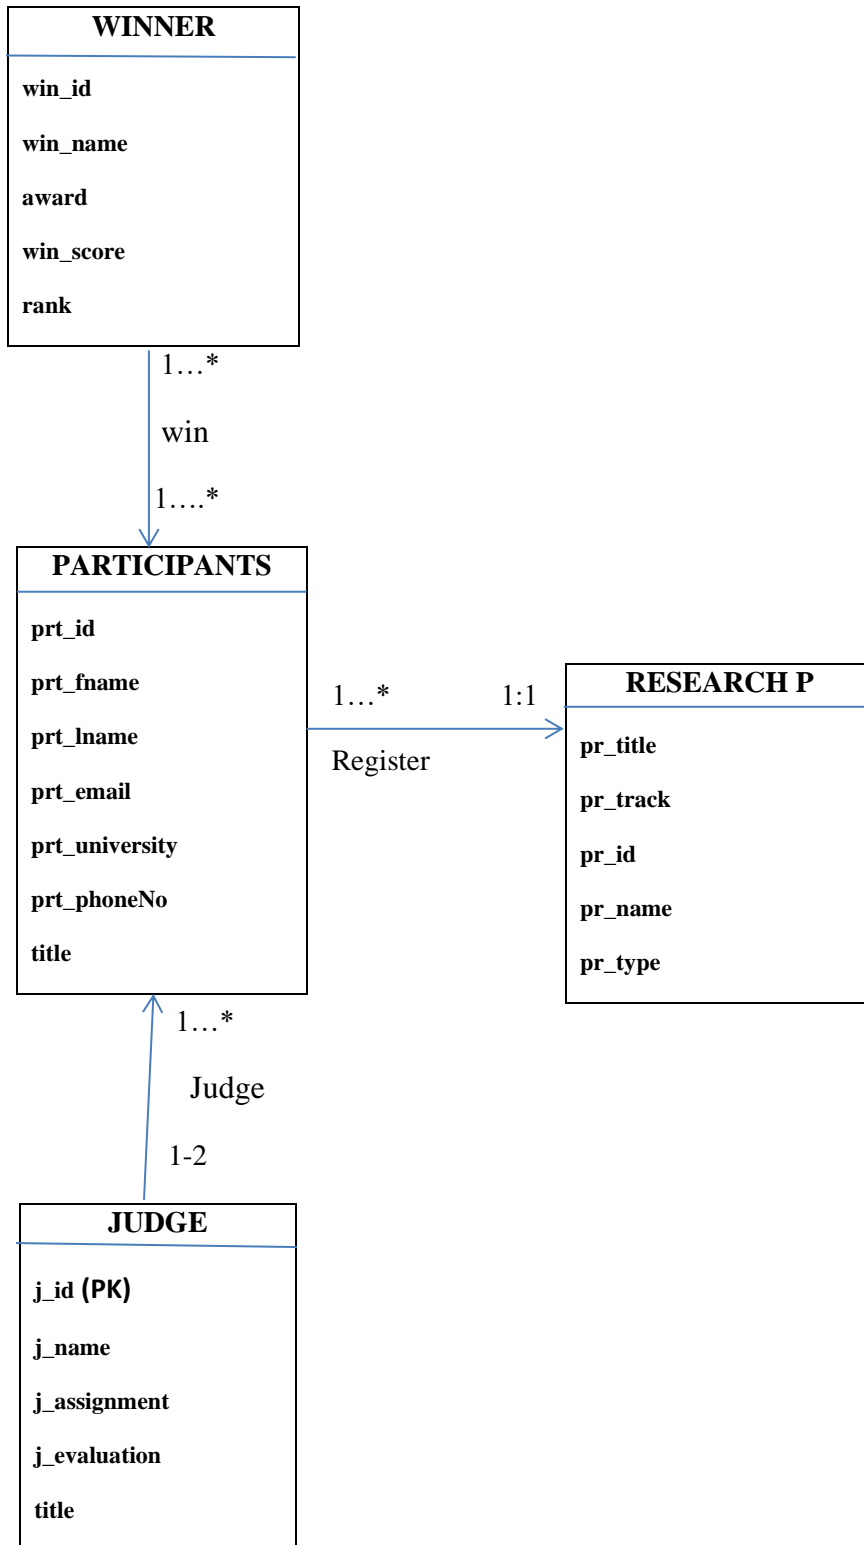 WINNER
win_id
win_name
award
win_score
rank
1…*
win
1….*
PARTICIPANTS
prt_id
prt_fname
prt_lname
prt_email
prt_university
prt_phoneNo
title
1…*
1:1
Register
RESEARCH P
pr_title
pr_track
pr_id
pr_name
pr_type
1…*
Judge
1-2
JUDGE
j_id (PK)
j_name
j_assignment
j_evaluation
title